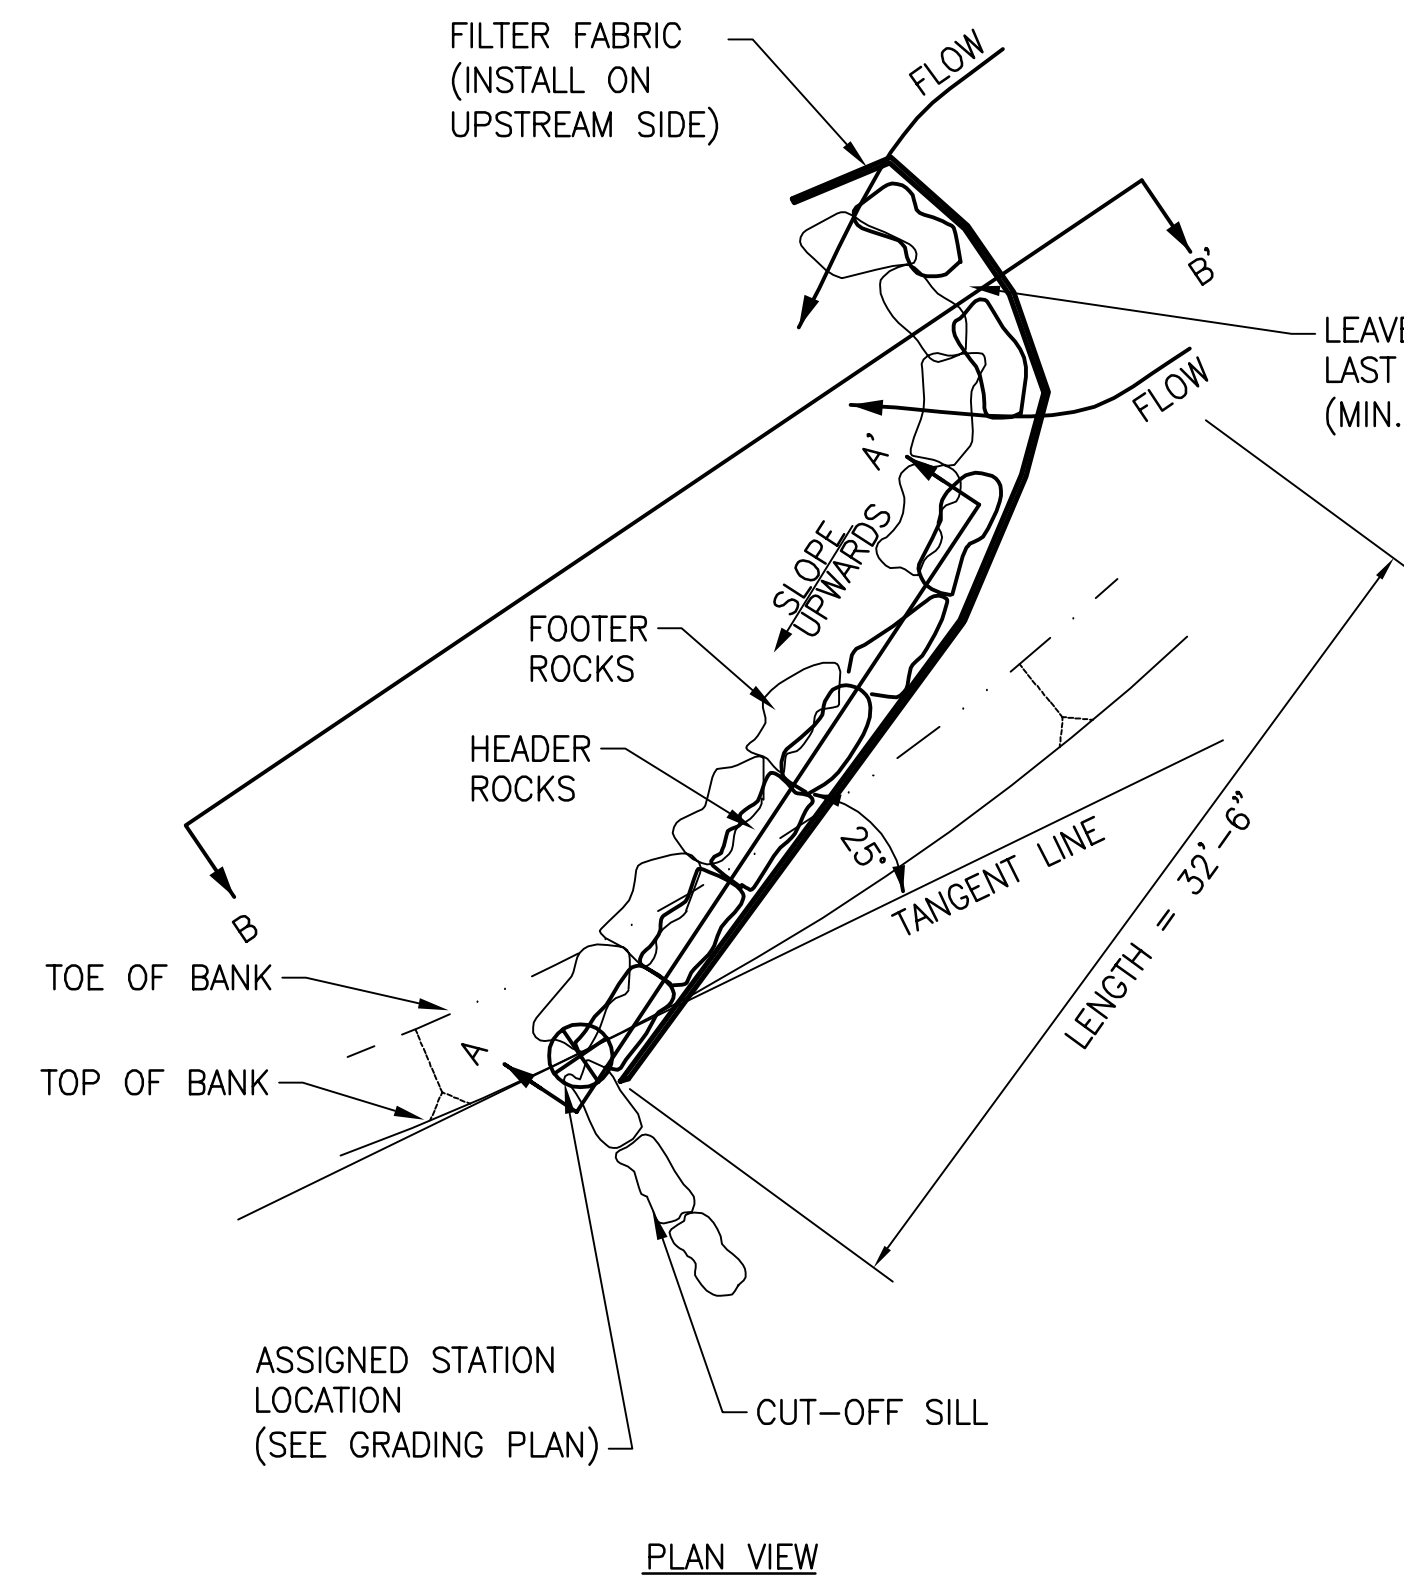 FILTER FABRIC
(INSTALL ON
UPSTREAM SIDE)
FLOW
B'
LEAVE
LAST
(MIN.
FLOW
A'
SLOPE
UPWARDS
FOOTER
ROCKS
HEADER
ROCKS
25°
TANGENT LINE
LENGTH = 32'-6"
B
TOE OF BANK
A
TOP OF BANK
ASSIGNED STATION
LOCATION
(SEE GRADING PLAN)
CUT-OFF SILL
PLAN VIEW